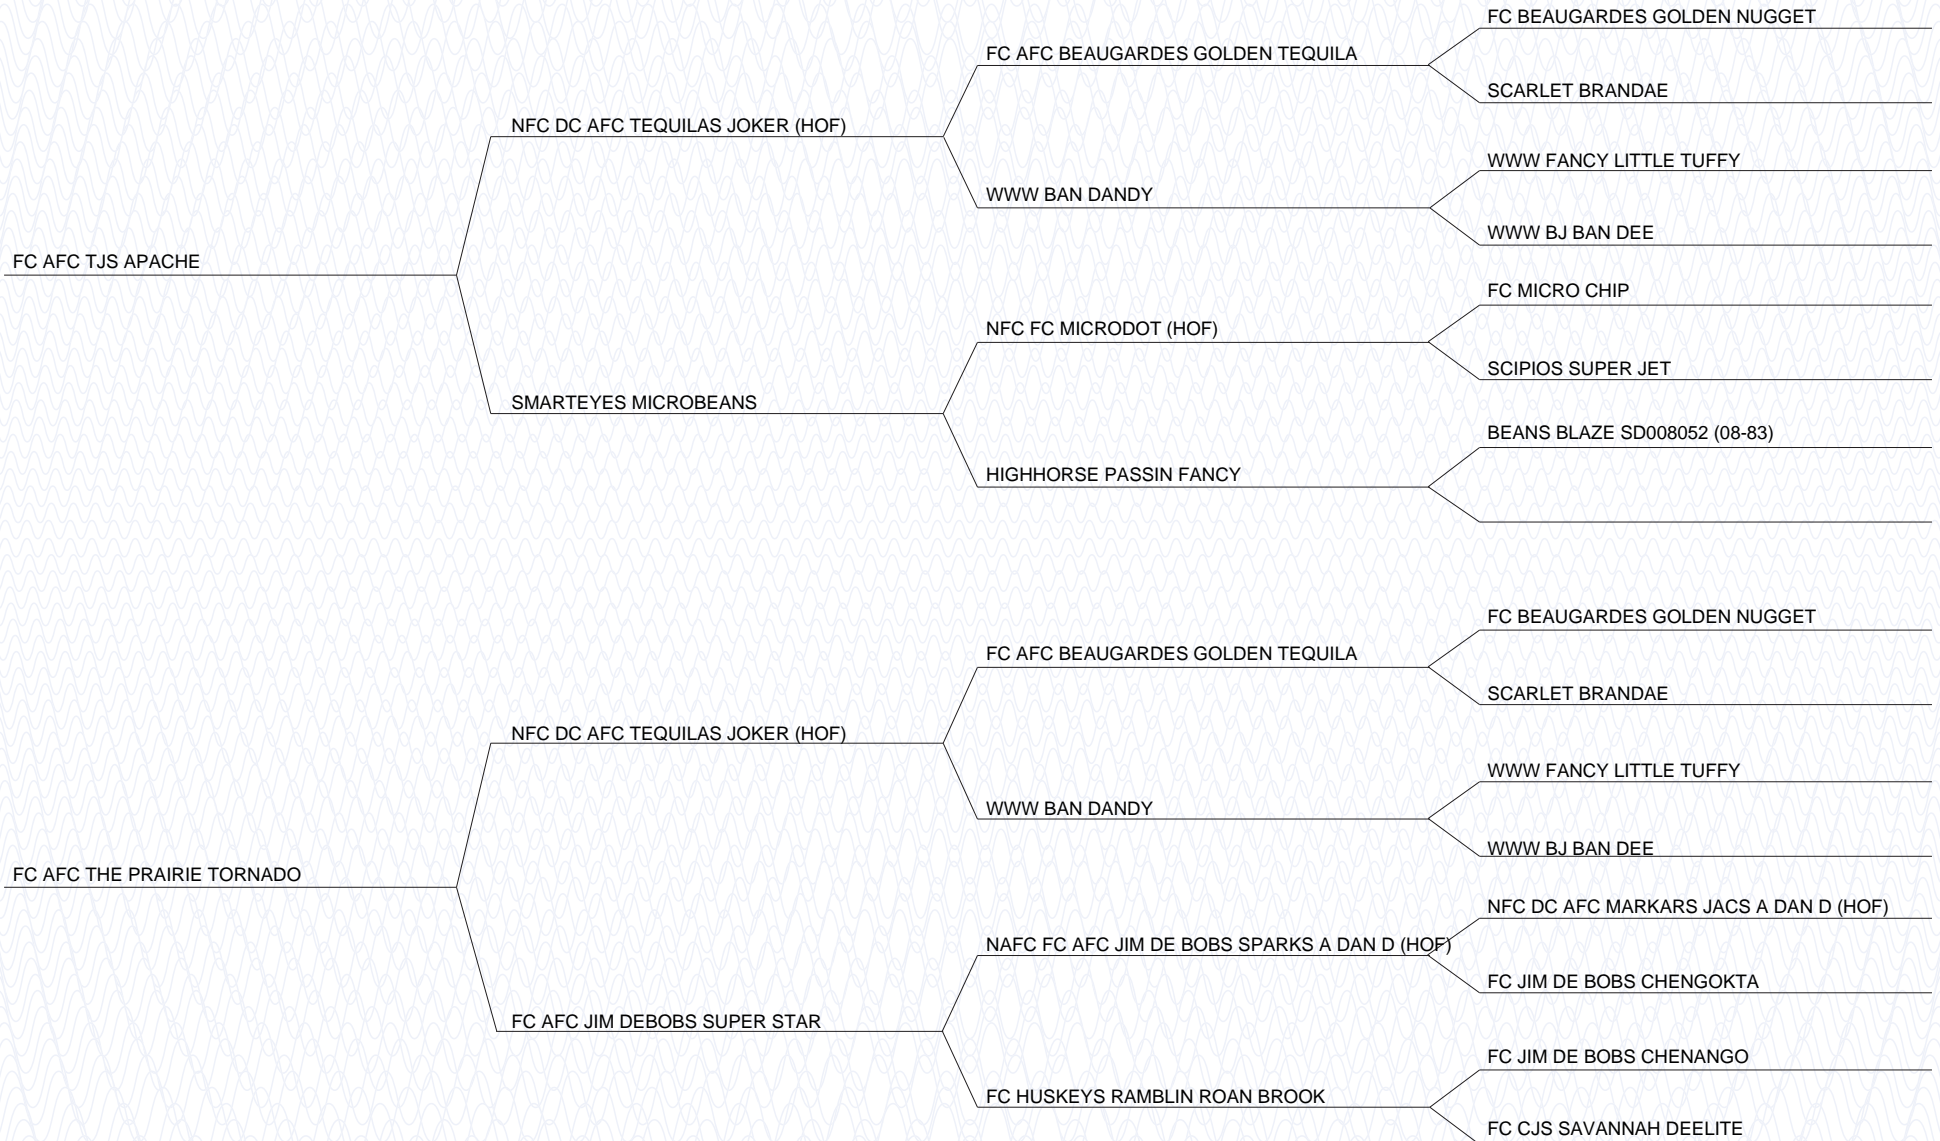 FC BEAUGARDES GOLDEN NUGGET
FC AFC BEAUGARDES GOLDEN TEQUILA
SCARLET BRANDAE
NFC DC AFC TEQUILAS JOKER (HOF)
WWW FANCY LITTLE TUFFY
WWW BAN DANDY
WWW BJ BAN DEE
FC AFC TJS APACHE
FC MICRO CHIP
NFC FC MICRODOT (HOF)
SCIPIOS SUPER JET
SMARTEYES MICROBEANS
BEANS BLAZE SD008052 (08-83)
HIGHHORSE PASSIN FANCY
FC BEAUGARDES GOLDEN NUGGET
FC AFC BEAUGARDES GOLDEN TEQUILA
SCARLET BRANDAE
NFC DC AFC TEQUILAS JOKER (HOF)
WWW FANCY LITTLE TUFFY
WWW BAN DANDY
WWW BJ BAN DEE
FC AFC THE PRAIRIE TORNADO
NFC DC AFC MARKARS JACS A DAN D (HOF)
NAFC FC AFC JIM DE BOBS SPARKS A DAN D (HOF)
FC JIM DE BOBS CHENGOKTA
FC AFC JIM DEBOBS SUPER STAR
FC JIM DE BOBS CHENANGO
FC HUSKEYS RAMBLIN ROAN BROOK
FC CJS SAVANNAH DEELITE